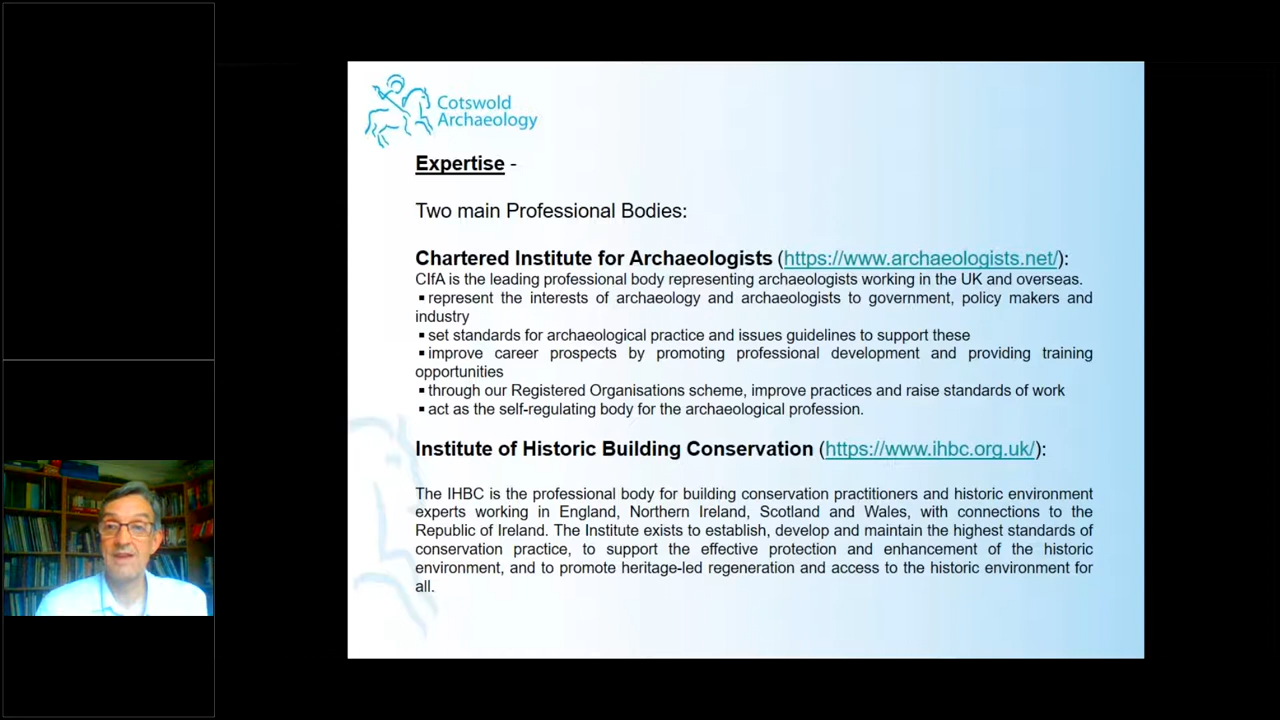 Cotswold
Archaeology
Expertise -
Two main Professional Bodies:
Chartered Institute for Archaeologists (https://www.archaeologists.net/):
CIfA is the leading professional body representing archaeologists working in the UK and overseas.
▪ represent the interests of archaeology and archaeologists to government, policy makers and
industry
▪ set standards for archaeological practice and issues guidelines to support these
▪ improve career prospects by promoting professional development and providing training
opportunities
▪ through our Registered Organisations scheme, improve practices and raise standards of work
▪ act as the self-regulating body for the archaeological profession.
Institute of Historic Building Conservation (https://www.ihbc.org.uk/):
The IHBC is the professional body for building conservation practitioners and historic environment
experts working in England, Northern Ireland, Scotland and Wales, with connections to the
Republic of Ireland. The Institute exists to establish, develop and maintain the highest standards of
conservation practice, to support the effective protection and enhancement of the historic
environment, and to promote heritage-led regeneration and access to the historic environment for
all.